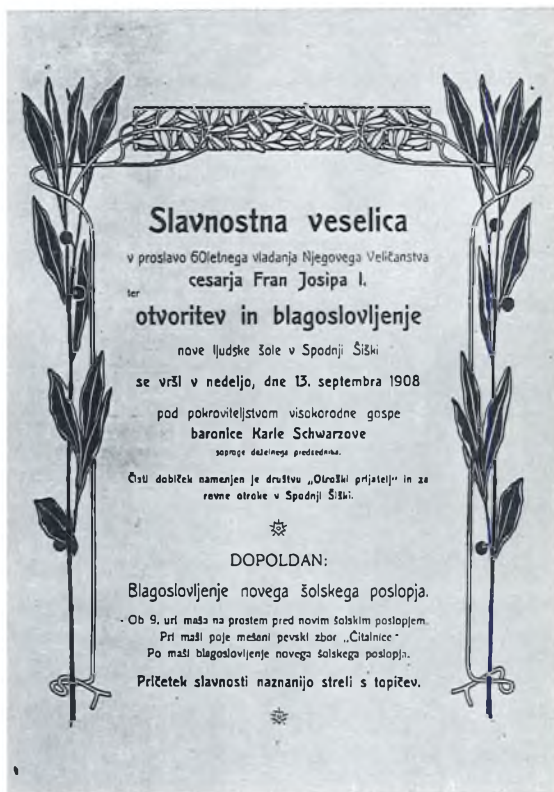 Slavnostna veselica
v proslavo 60letnega vladanja Njegovega Veličanstva
cesarja Fran Josipa I.
ter
otvoritev in blagoslovljenje
nove ljudske šole v Spodnji Šiški
se vrši v nedeljo, dne 13. septembra 1908
pod pokroviteljstvom visokorodne gospe
baronice Karle Schwarzove
soproge deželnega predsednika.
Čisti dobiček namenjen je društvu „Otroški prijatelj“ in za
revne otroke v Spodnji Šiški.
DOPOLDAN:
Blagoslovljenje novega šolskega poslopja.
Ob 9. uri maša na prostem pred novim šolskim poslopjem.
Pri maši poje mešani pevski zbor „Čitalnice“
Po maši blagoslovljenje novega šolskega poslopja.
Pričetek slavnosti naznanijo streli s topičev.